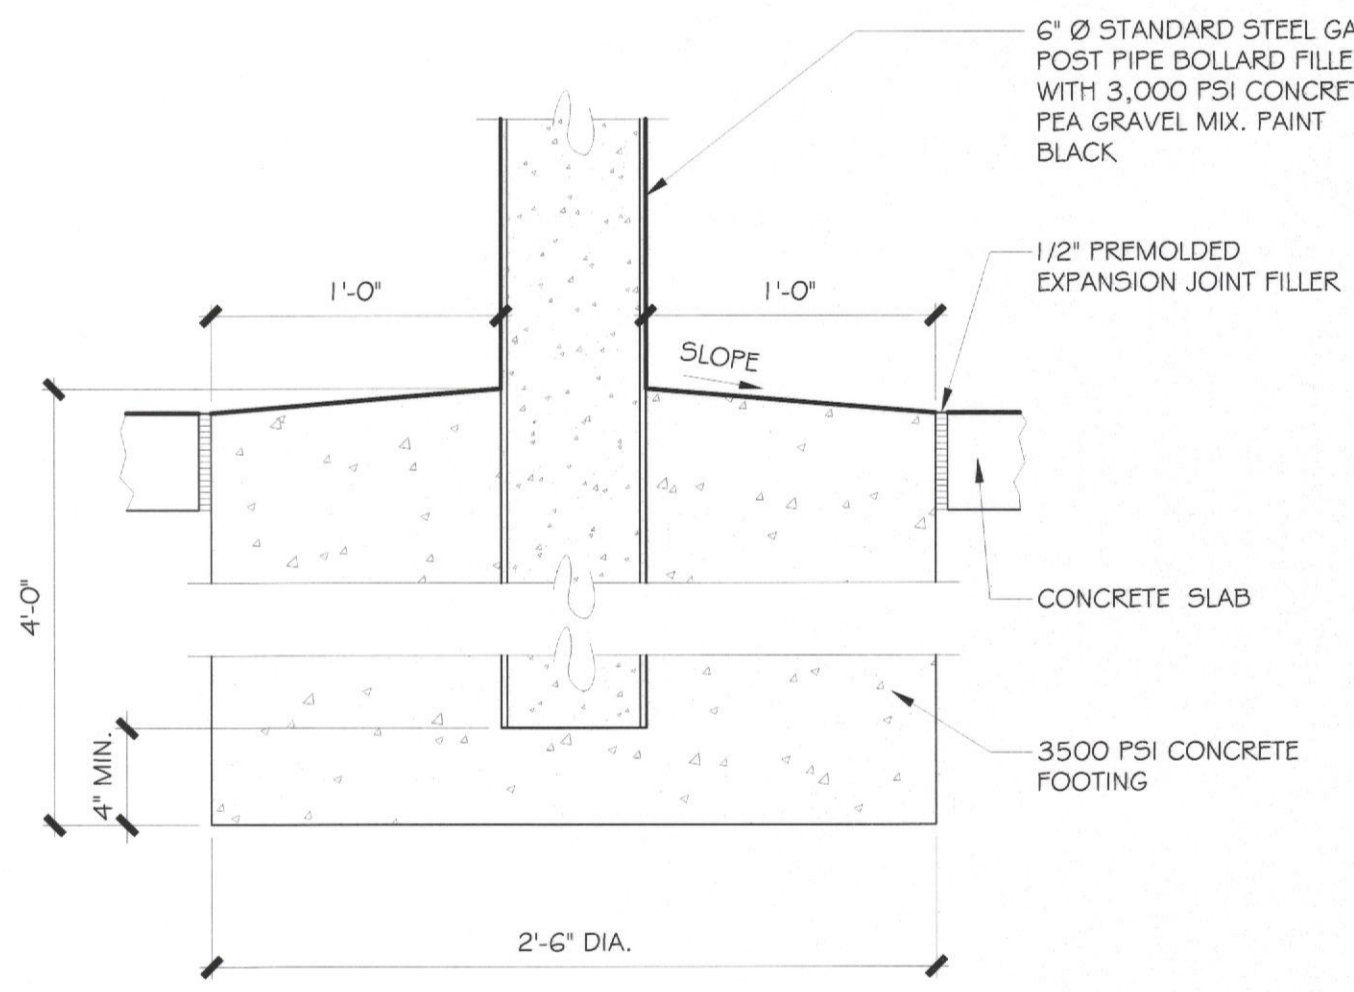 6" Ø STANDARD STEEL GA
POST PIPE BOLLARD FILLE
WITH 3,000 PSI CONCRET
PEA GRAVEL MIX. PAINT
BLACK
1/2" PREMOLDED
EXPANSION JOINT FILLER
1'-0"
1'-0"
SLOPE
4'-0"
CONCRETE SLAB
4" MIN.
3500 PSI CONCRETE
FOOTING
2'-6" DIA.